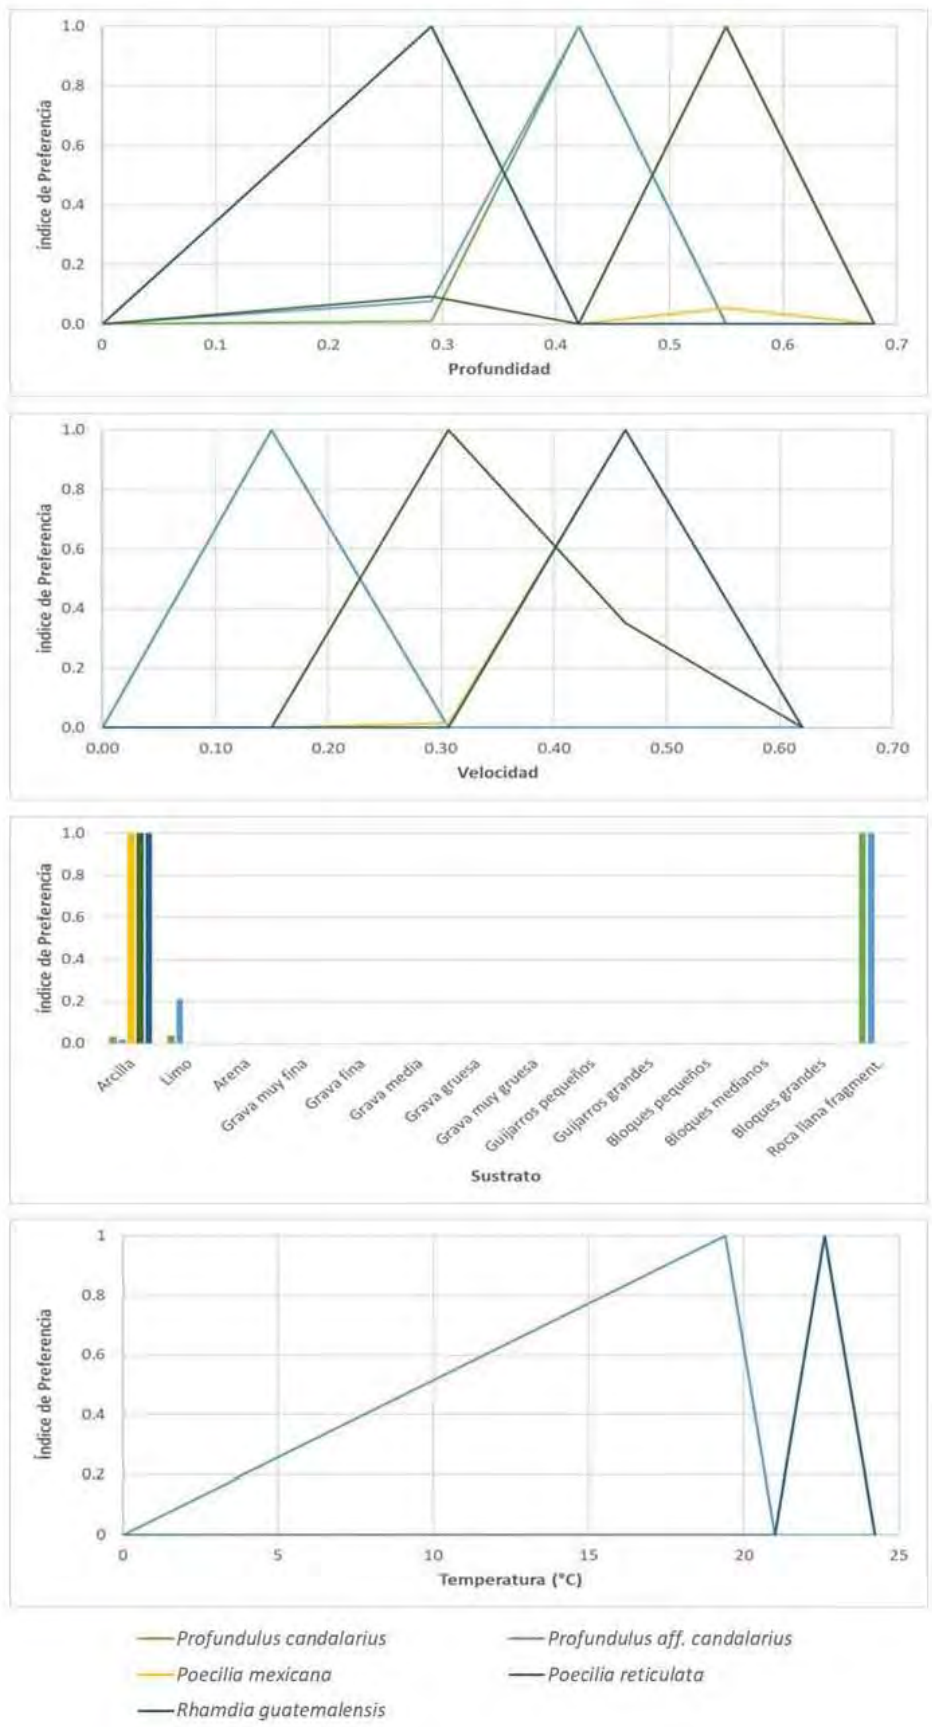 1.0
0.8
0.6
0.4
0.2
0.0
índice de Preferencia
0 0.1 0.2 0.3 0.4 0.5 0.6 0.7
Profundidad
1.0
0.8
0.6
0.4
0.2
0.0
índice de Preferencia
0.00 0.10 0.20 0.30 0.40 0.50 0.60 0.70
Velocidad
1.0
0.8
0.6
0.4
0.2
0.0
índice de Preferencia
Arcilla
Limo
Arena
Grava muy fina
Grava fina
Grava media
Grava gruesa
Grava muy gruesa
Guijarros pequeños
Guijarros grandes
Bloques pequeños
Bloques medianos
Bloques grandes
Roca llana fragment.
Sustrato
1
0.8
0.6
0.4
0.2
0
Índice de Preferencia
0 5 10 15 20 25
Temperatura (°C)
Profundulus candalarius Profundulus aff. candalarius
Poecilia mexicana Poecilia reticulata
Rhamdia guatemalensis